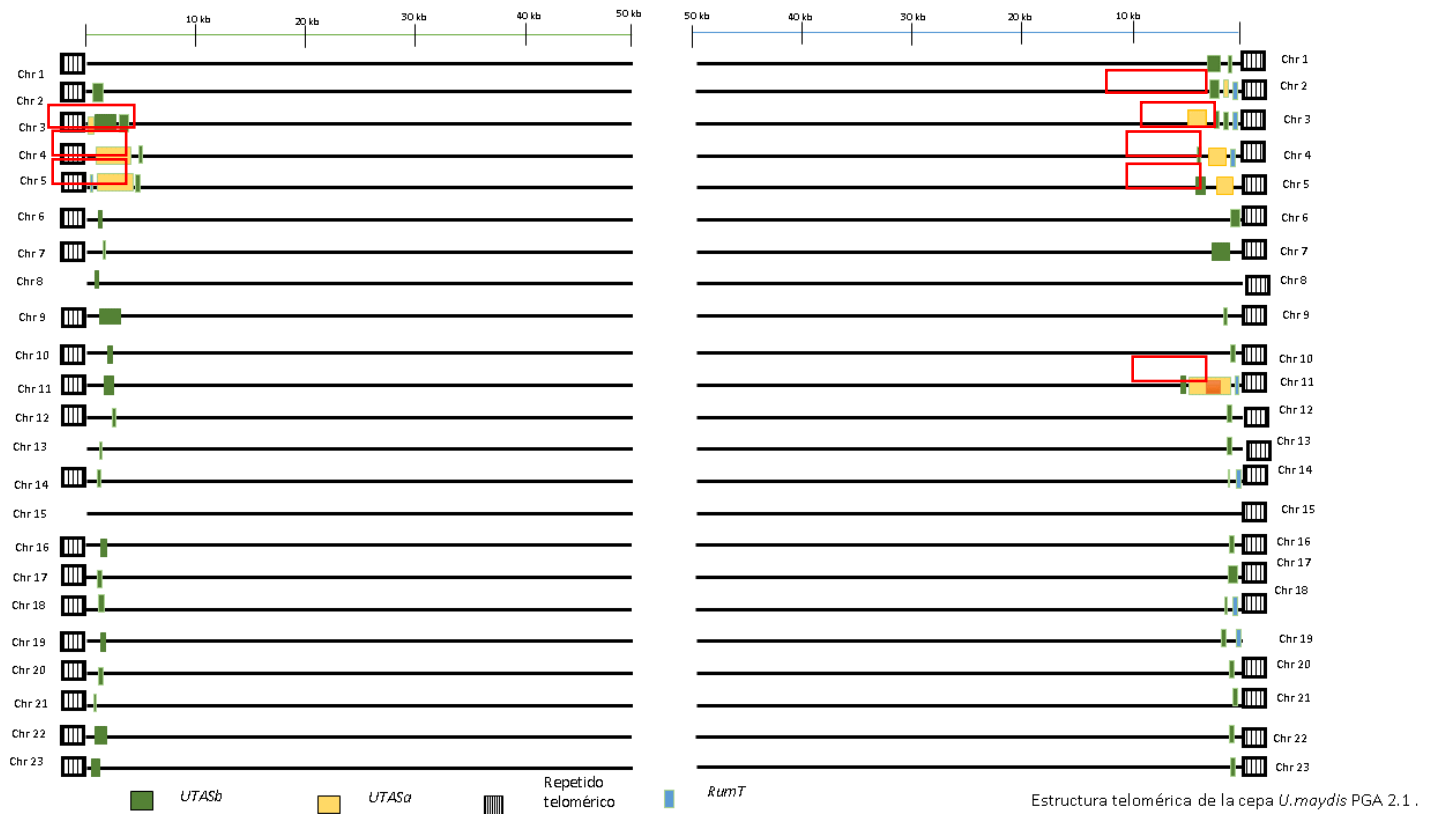 10 kb 20 kb 30 kb 40 kb 50 kb 50 kb 40 kb 30 kb 20 kb 10 kb
Chr 1 Chr 1
Chr 2 Chr 2
Chr 3 Chr 3
Chr 4 Chr 4
Chr 5 Chr 5
Chr 6 Chr 6
Chr 7 Chr 7
Chr 8 Chr 8
Chr 9 Chr 9
Chr 10 Chr 10
Chr 11 Chr 11
Chr 12 Chr 12
Chr 13 Chr 13
Chr 14 Chr 14
Chr 15 Chr 15
Chr 16 Chr 16
Chr 17 Chr 17
Chr 18 Chr 18
Chr 19 Chr 19
Chr 20 Chr 20
Chr 21 Chr 21
Chr 22 Chr 22
Chr 23 Chr 23
UTASb
UTASa
Repetido
telomérico
RumT
Estructura telomérica de la cepa U.maydis PGA 2.1 .